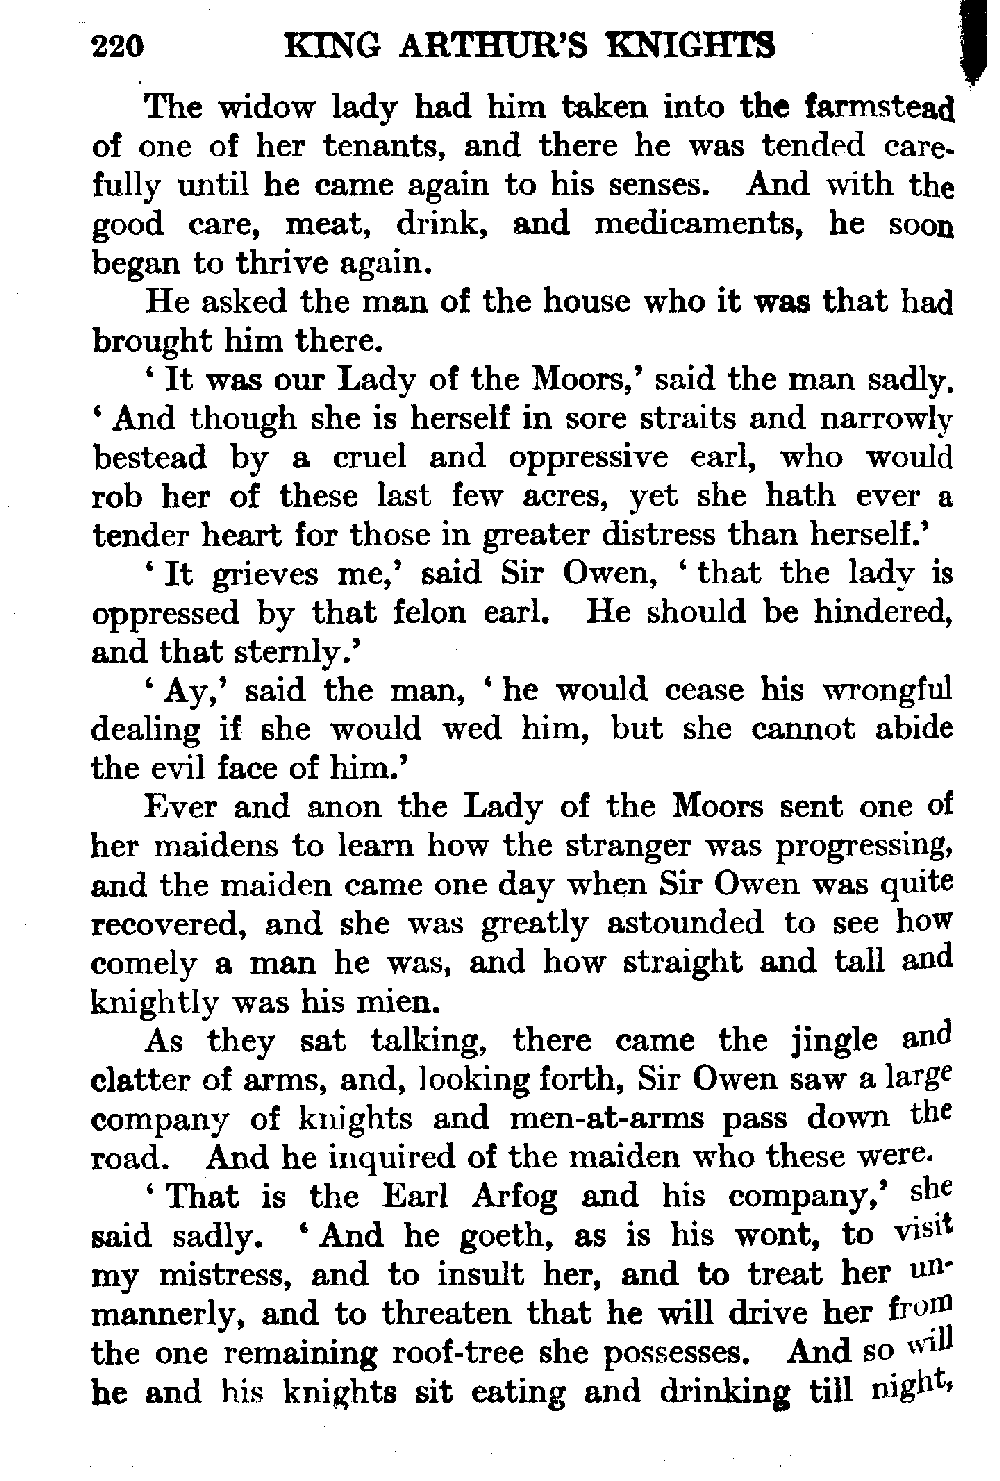 220 KING ARTHUR'S KNIGHTS
The widow lady had him taken into the farmstead
of one of her tenants, and there he was tended care-
fully until he came again to his senses. And with the
good care, meat, drink, and medicaments, he soon
began to thrive again.
He asked the man of the house who it was that had
brought him there.
‘ It was our Lady of the Moors,’ said the man sadly.
‘ And though she is herself in sore straits and narrowly
bestead by a cruel and oppressive earl, who would
rob her of these last few acres, yet she hath ever a
tender heart for those in greater distress than herself.’
‘ It grieves me,’ said Sir Owen, ‘ that the lady is
oppressed by that felon earl. He should be hindered,
and that sternly.’
‘ Ay,’ said the man, ‘ he would cease his wrongful
dealing if she would wed him, but she cannot abide
the evil face of him.’
Ever and anon the Lady of the Moors sent one of
her maidens to learn how the stranger was progressing,
and the maiden came one day when Sir Owen was quite
recovered, and she was greatly astounded to see how
comely a man he was, and how straight and tall and
knightly was his mien.
As they sat talking, there came the jingle and
clatter of arms, and, looking forth, Sir Owen saw a large
company of knights and men-at-arms pass down the
road. And he inquired of the maiden who these were.
‘ That is the Earl Arfog and his company,’ she
said sadly. ‘ And he goeth, as is his wont, to visit
my mistress, and to insult her, and to treat her un-
mannerly, and to threaten that he will drive her from
the one remaining roof-tree she possesses. And so will
he and his knights sit eating and drinking till night,